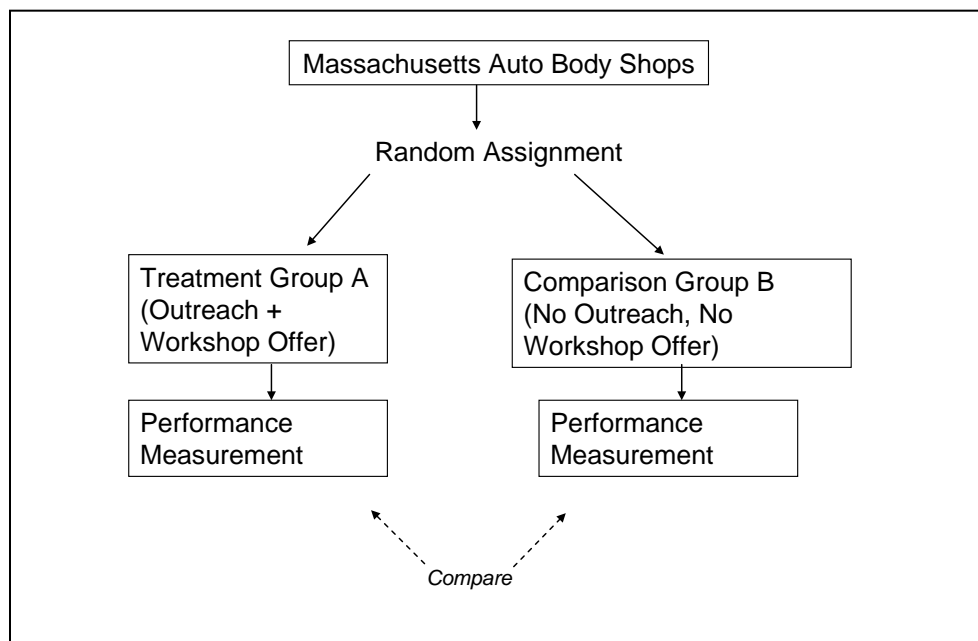 Massachusetts Auto Body Shops
Random Assignment
Treatment Group A
(Outreach +
Workshop Offer)
Comparison Group B
(No Outreach, No
Workshop Offer)
Performance
Measurement
Performance
Measurement
Compare